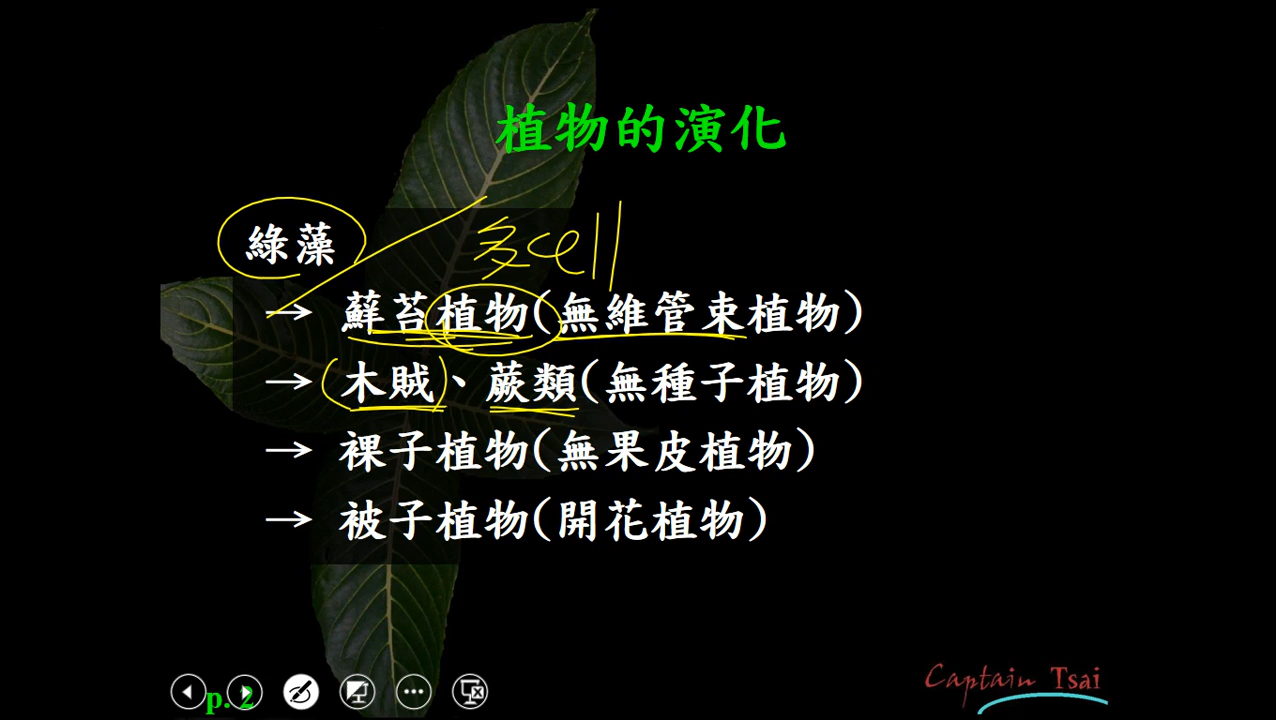 植物的演化
綠藻
多cell
→ 蘚苔植物(無維管束植物)
→ 木賊、蕨類(無種子植物)
→ 裸子植物(無果皮植物)
→ 被子植物(開花植物)
p. 2
Captain Tsai